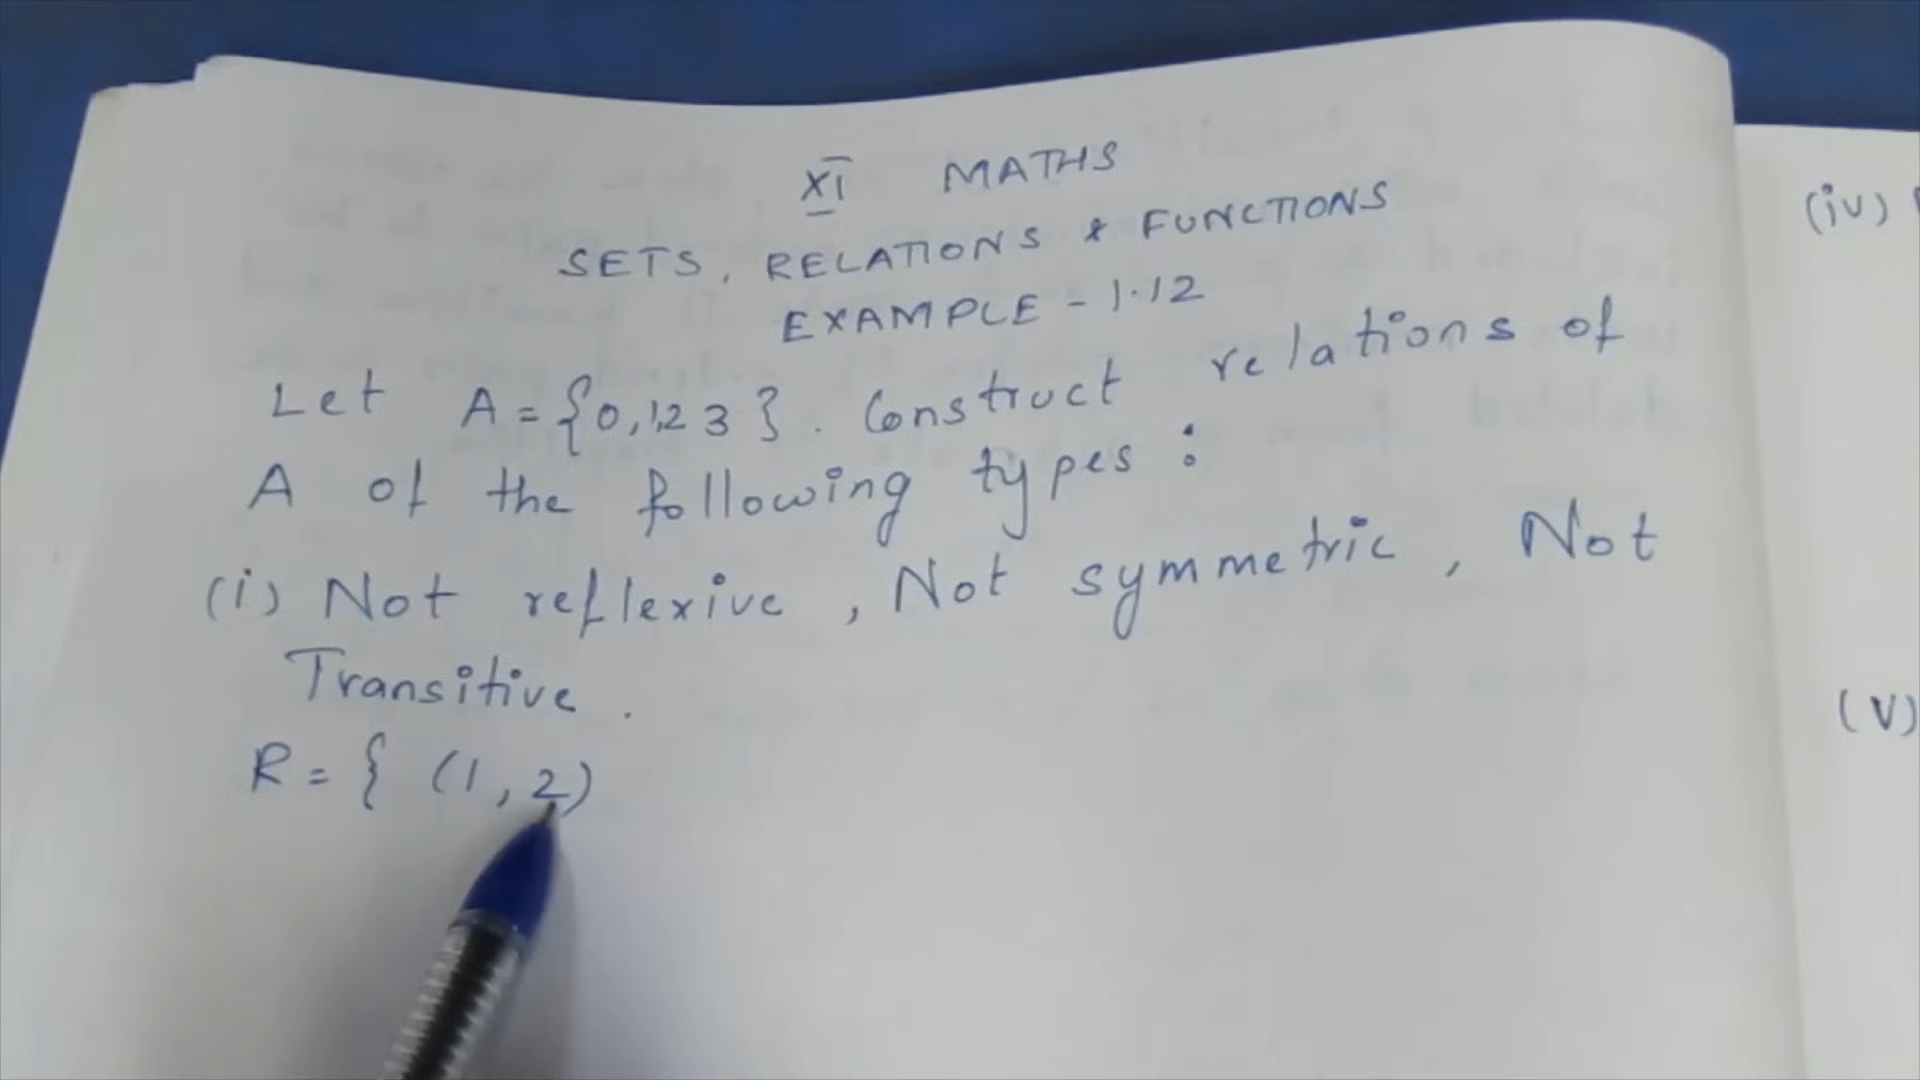 XI MATHS
SETS, RELATIONS & FUNCTIONS
EXAMPLE - 1.12
Let A = {0,1,2 3}. Construct relations of
A of the following types :
(i) Not reflexive, Not symmetric, Not
Transitive.
R = { (1, 2)
(iv)
(v)